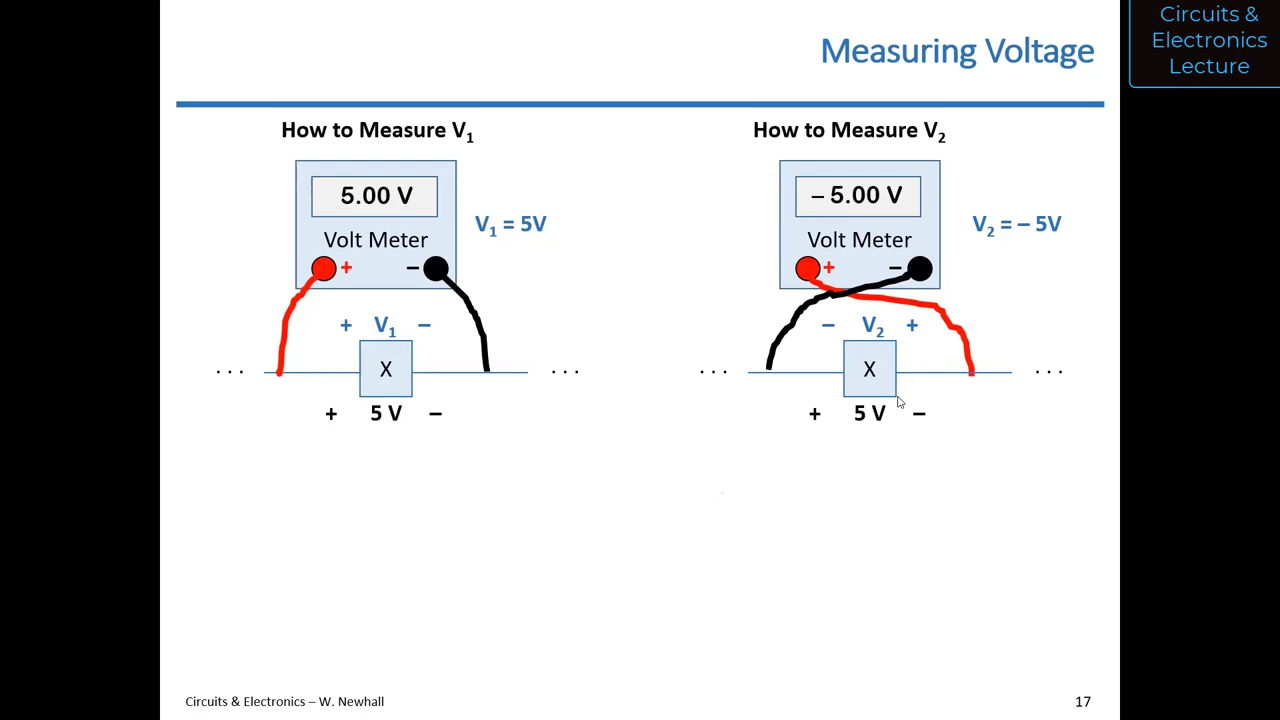 Circuits &
Electronics
Lecture
Measuring Voltage
How to Measure V1
5.00 V
Volt Meter
+ −
V1 = 5V
+ V1 −
. . . X . . .
+ 5 V −
How to Measure V2
– 5.00 V
Volt Meter
+ −
V2 = – 5V
− V2 +
. . . X . . .
+ 5 V −
Circuits & Electronics – W. Newhall
17